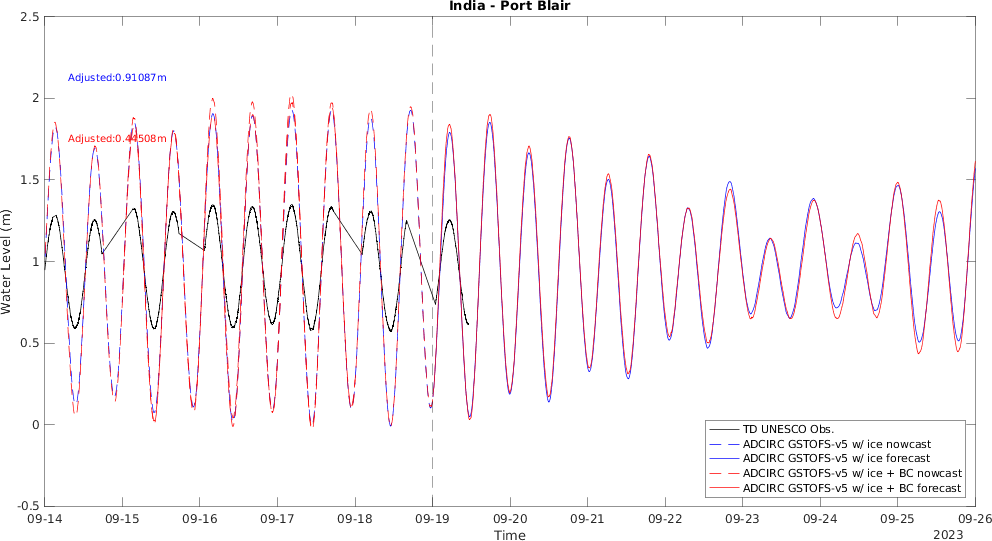 India - Port Blair
2.5
2
1.5
1
0.5
0
-0.5
Water Level (m)
Adjusted:0.91087m
Adjusted:0.44508m
TD UNESCO Obs.
ADCIRC GSTOFS-v5 w/ ice nowcast
ADCIRC GSTOFS-v5 w/ ice forecast
ADCIRC GSTOFS-v5 w/ ice + BC nowcast
ADCIRC GSTOFS-v5 w/ ice + BC forecast
09-14 09-15 09-16 09-17 09-18 09-19 09-20 09-21 09-22 09-23 09-24 09-25 09-26
Time
2023